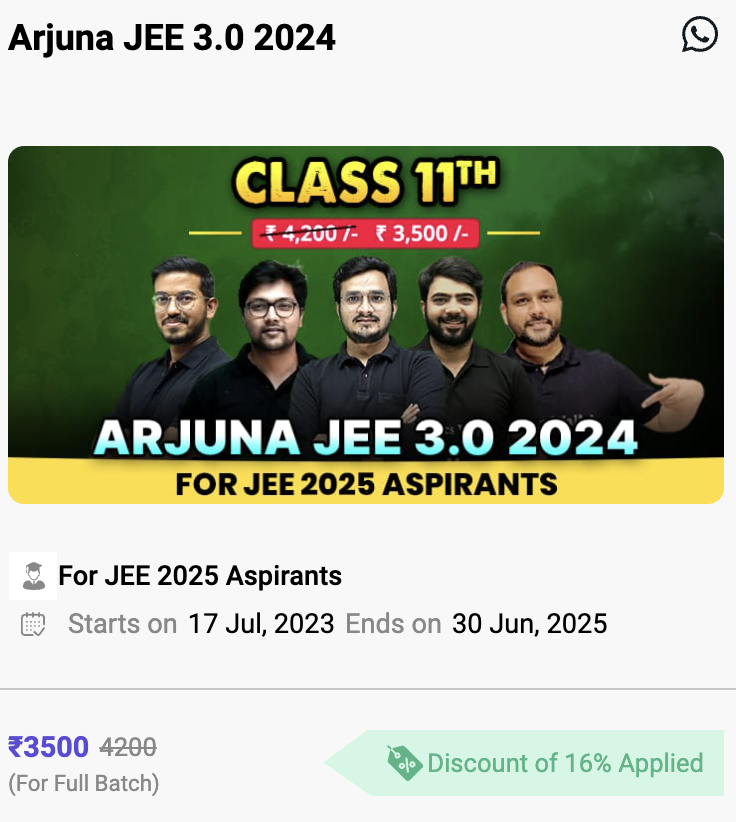 Arjuna JEE 3.0 2024
CLASS 11TH
₹ 4,200 /- ₹ 3,500 /-
ARJUNA JEE 3.0 2024
FOR JEE 2025 ASPIRANTS
For JEE 2025 Aspirants
Starts on 17 Jul, 2023 Ends on 30 Jun, 2025
₹3500 4200
(For Full Batch)
Discount of 16% Applied